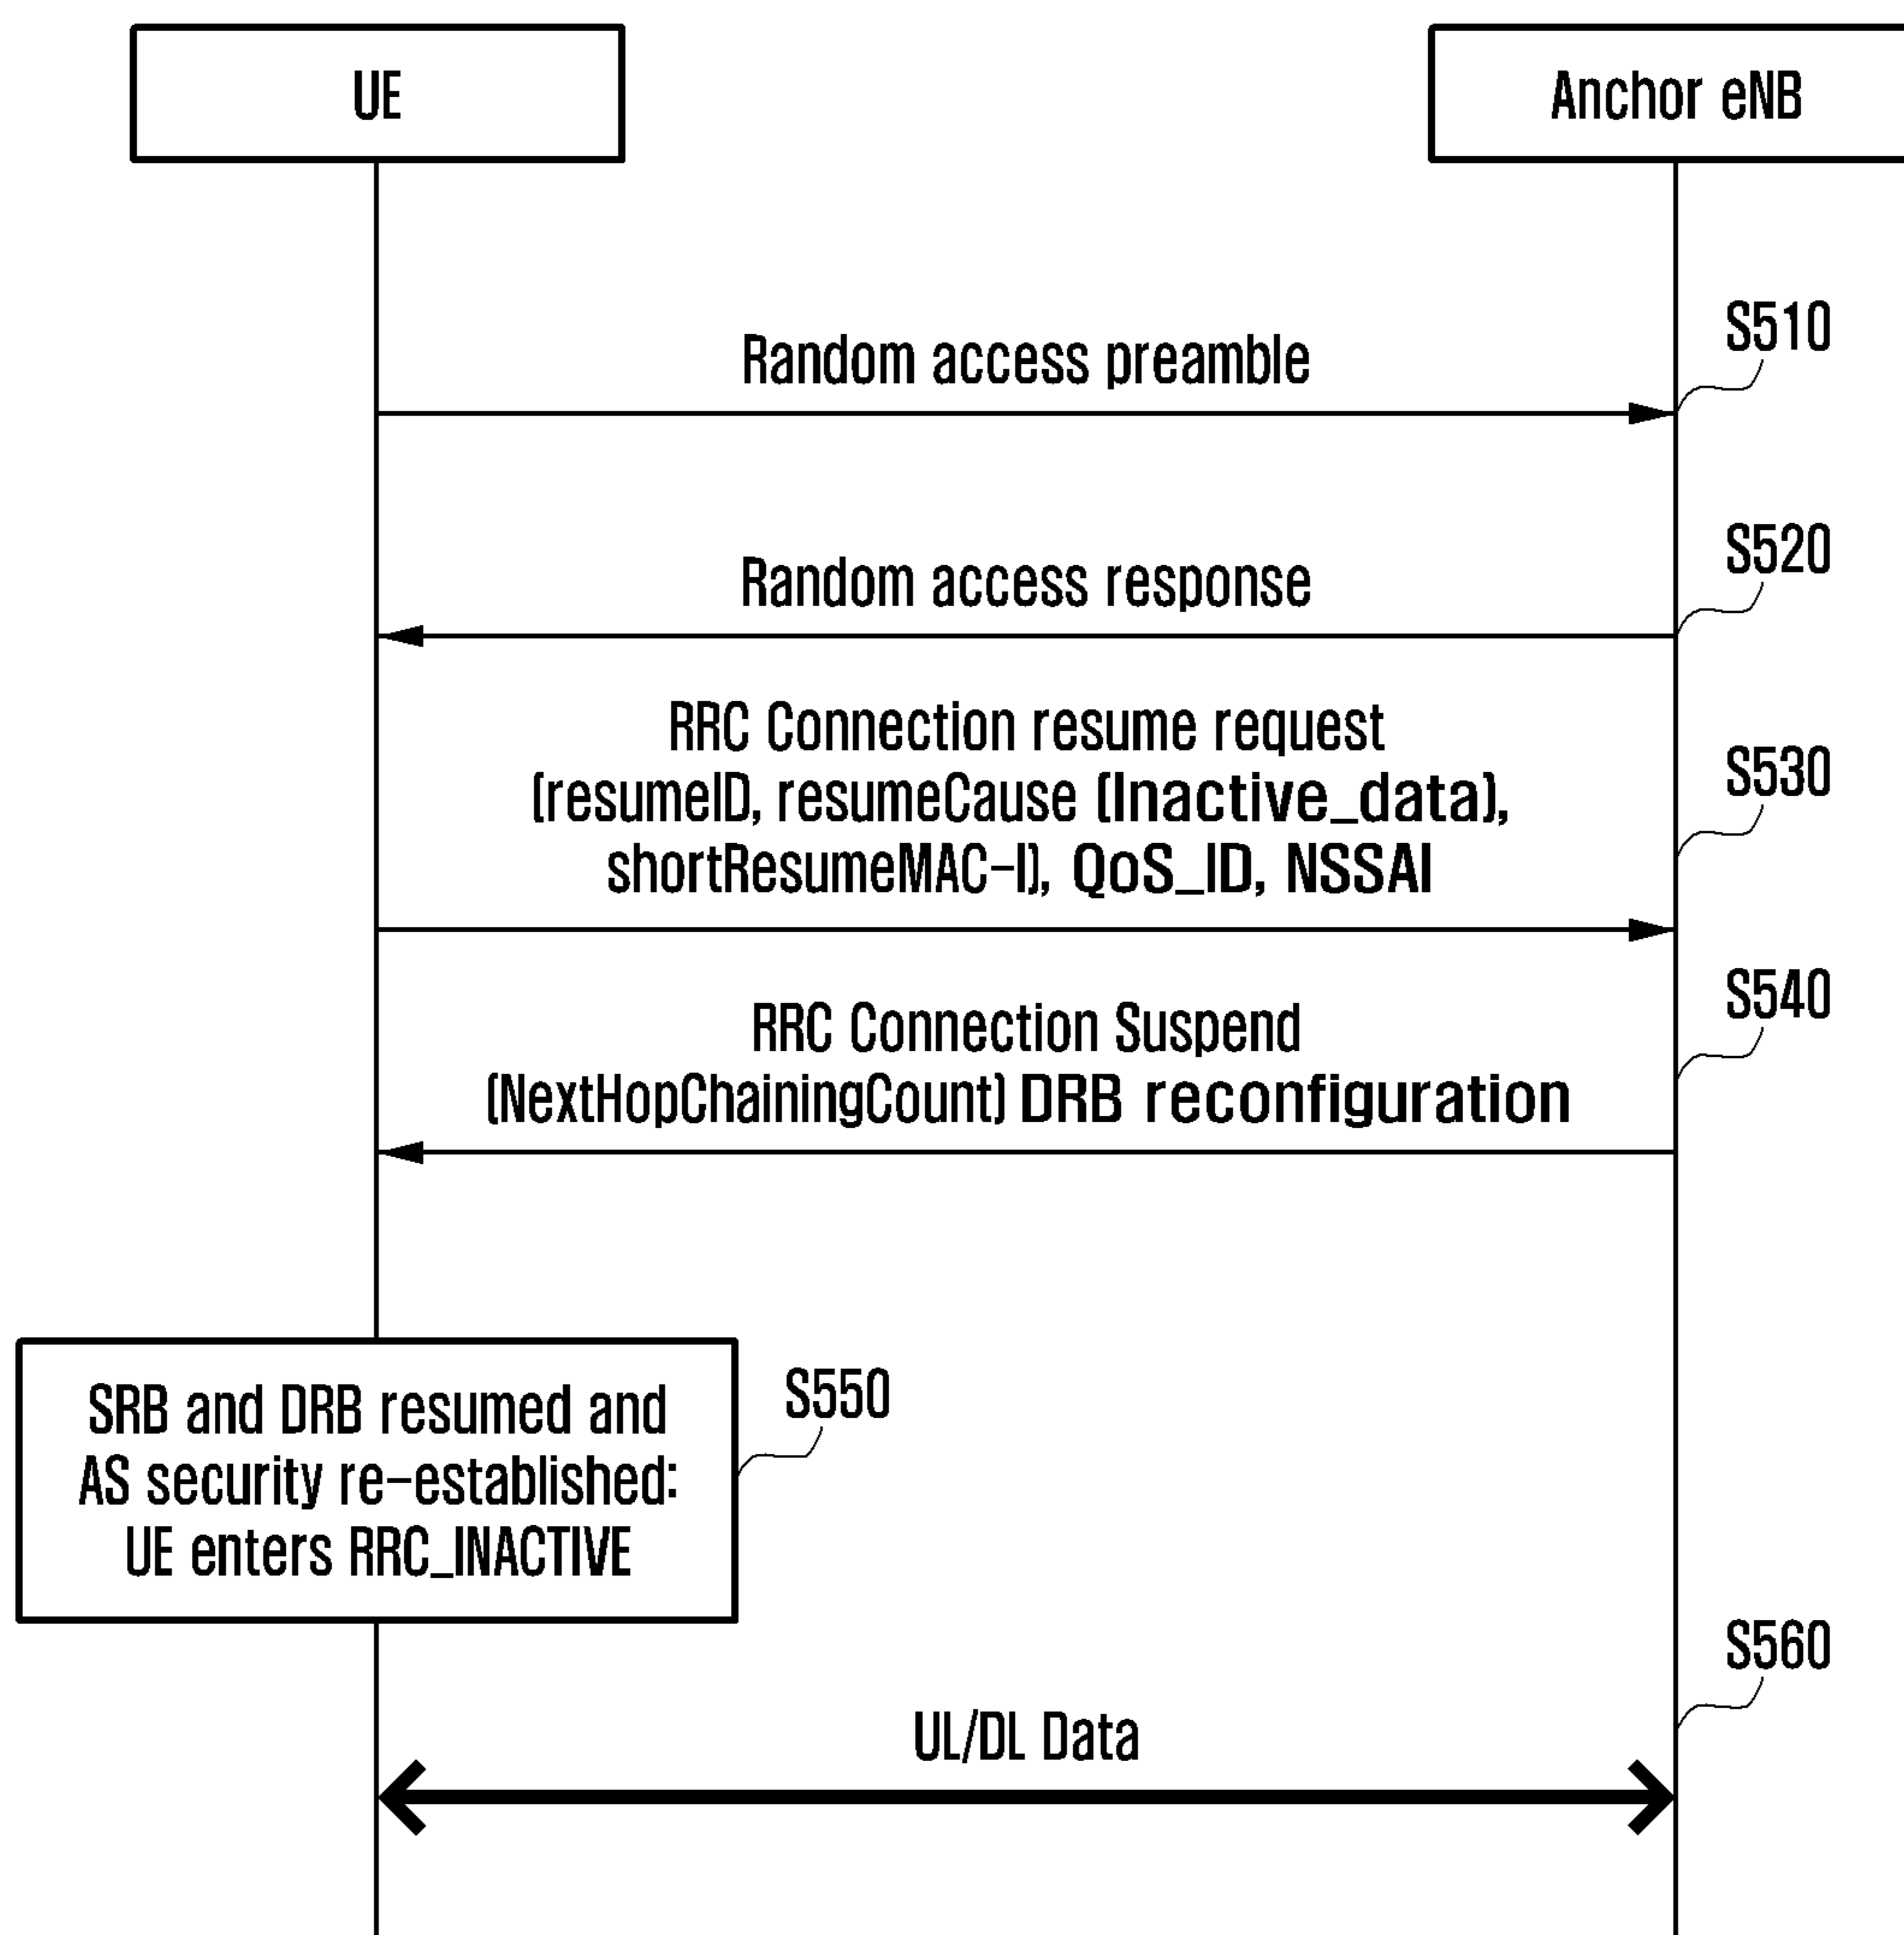 UE
Anchor eNB
S510
Random access preamble
S520
Random access response
RRC Connection resume request
S530
(resumeID, resumeCause (Inactive_data),
shortResumeMAC-I), QoS_ID, NSSAI
S540
RRC Connection Suspend
(NextHopChainingCount) DRB reconfiguration
S550
SRB and DRB resumed and
AS security re-established:
UE enters RRC_INACTIVE
S560
UL/DL Data